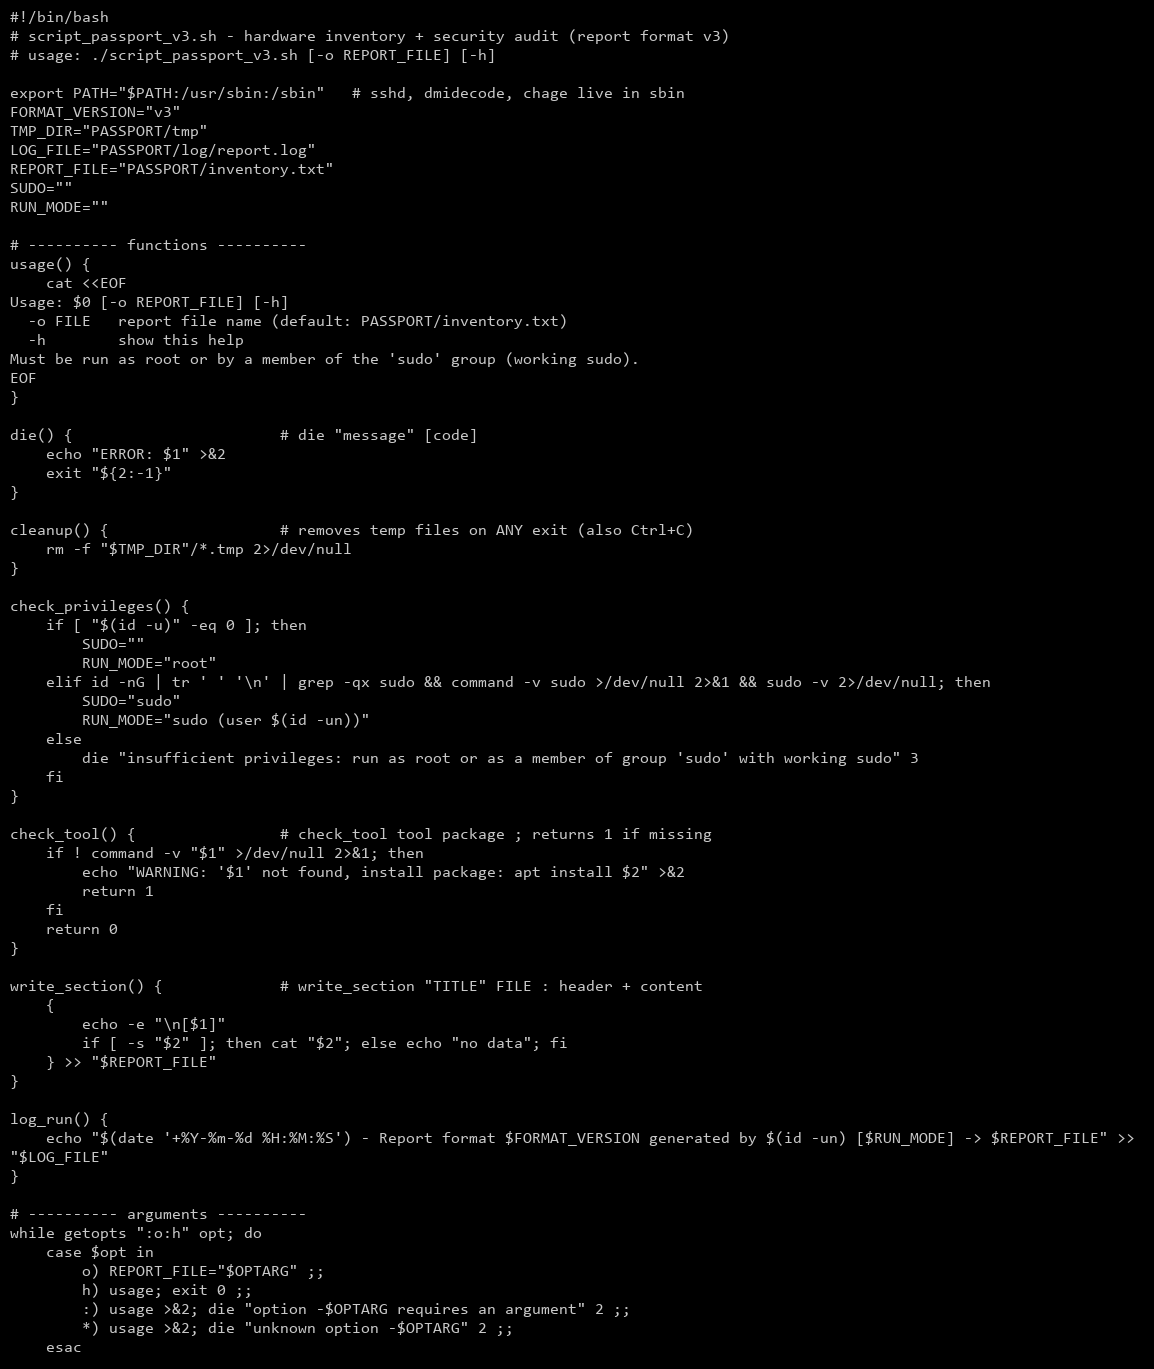 #!/bin/bash
# script_passport_v3.sh - hardware inventory + security audit (report format v3)
# usage: ./script_passport_v3.sh [-o REPORT_FILE] [-h]

export PATH="$PATH:/usr/sbin:/sbin"   # sshd, dmidecode, chage live in sbin
FORMAT_VERSION="v3"
TMP_DIR="PASSPORT/tmp"
LOG_FILE="PASSPORT/log/report.log"
REPORT_FILE="PASSPORT/inventory.txt"
SUDO=""
RUN_MODE=""

# ---------- functions ----------
usage() {
    cat <<EOF
Usage: $0 [-o REPORT_FILE] [-h]
  -o FILE   report file name (default: PASSPORT/inventory.txt)
  -h        show this help
Must be run as root or by a member of the 'sudo' group (working sudo).
EOF
}

die() {                       # die "message" [code]
    echo "ERROR: $1" >&2
    exit "${2:-1}"
}

cleanup() {                   # removes temp files on ANY exit (also Ctrl+C)
    rm -f "$TMP_DIR"/*.tmp 2>/dev/null
}

check_privileges() {
    if [ "$(id -u)" -eq 0 ]; then
        SUDO=""
        RUN_MODE="root"
    elif id -nG | tr ' ' '\n' | grep -qx sudo && command -v sudo >/dev/null 2>&1 && sudo -v 2>/dev/null; then
        SUDO="sudo"
        RUN_MODE="sudo (user $(id -un))"
    else
        die "insufficient privileges: run as root or as a member of group 'sudo' with working sudo" 3
    fi
}

check_tool() {                # check_tool tool package ; returns 1 if missing
    if ! command -v "$1" >/dev/null 2>&1; then
        echo "WARNING: '$1' not found, install package: apt install $2" >&2
        return 1
    fi
    return 0
}

write_section() {             # write_section "TITLE" FILE : header + content
    {
        echo -e "\n[$1]"
        if [ -s "$2" ]; then cat "$2"; else echo "no data"; fi
    } >> "$REPORT_FILE"
}

log_run() {
    echo "$(date '+%Y-%m-%d %H:%M:%S') - Report format $FORMAT_VERSION generated by $(id -un) [$RUN_MODE] -> $REPORT_FILE" >>
"$LOG_FILE"
}

# ---------- arguments ----------
while getopts ":o:h" opt; do
    case $opt in
        o) REPORT_FILE="$OPTARG" ;;
        h) usage; exit 0 ;;
        :) usage >&2; die "option -$OPTARG requires an argument" 2 ;;
        *) usage >&2; die "unknown option -$OPTARG" 2 ;;
    esac